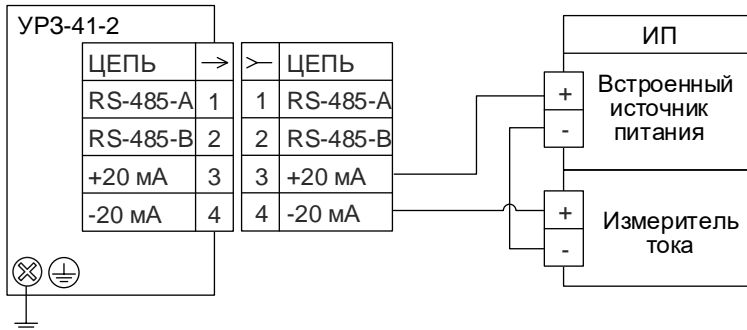 УРЗ-41-2
ЦЕПЬ → ≻ ЦЕПЬ
RS-485-A 1 1 RS-485-A
RS-485-B 2 2 RS-485-B
+20 мА 3 3 +20 мА
-20 мА 4 4 -20 мА
ИП
+
-
Встроенный
источник
питания
+
-
Измеритель
тока